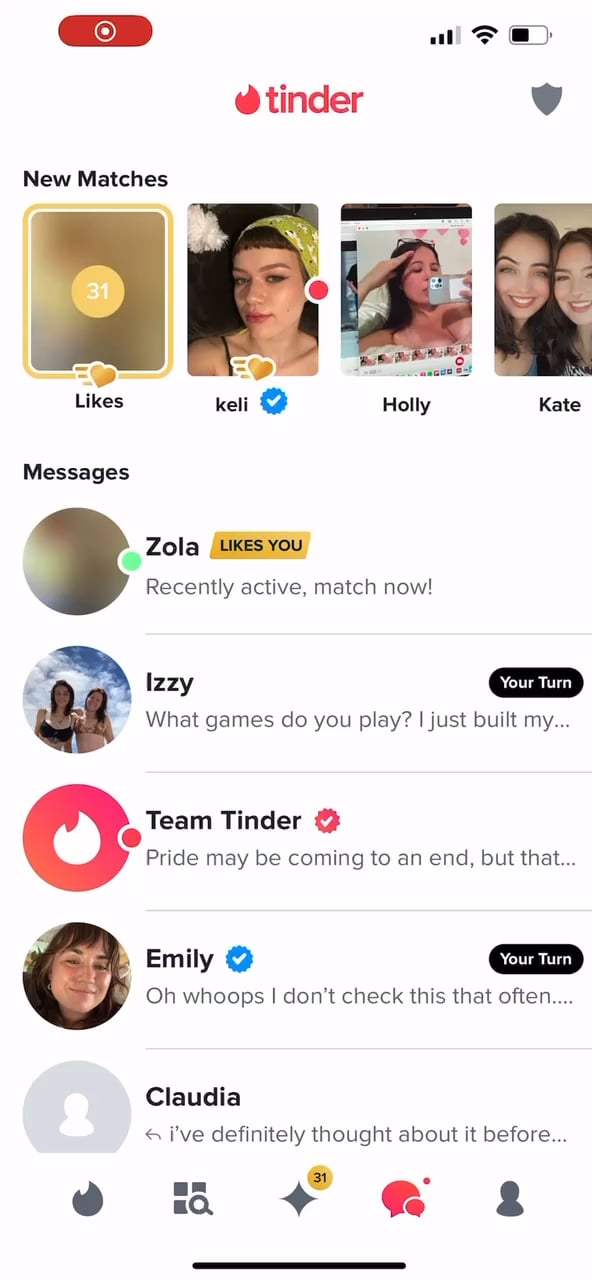 tinder
New Matches
31
Likes
keli
Holly
Kate
Messages
Zola LIKES YOU
Recently active, match now!
Izzy Your Turn
What games do you play? I just built my...
Team Tinder
Pride may be coming to an end, but that...
Emily Your Turn
Oh whoops I don’t check this that often....
Claudia
i’ve definitely thought about it before...
31